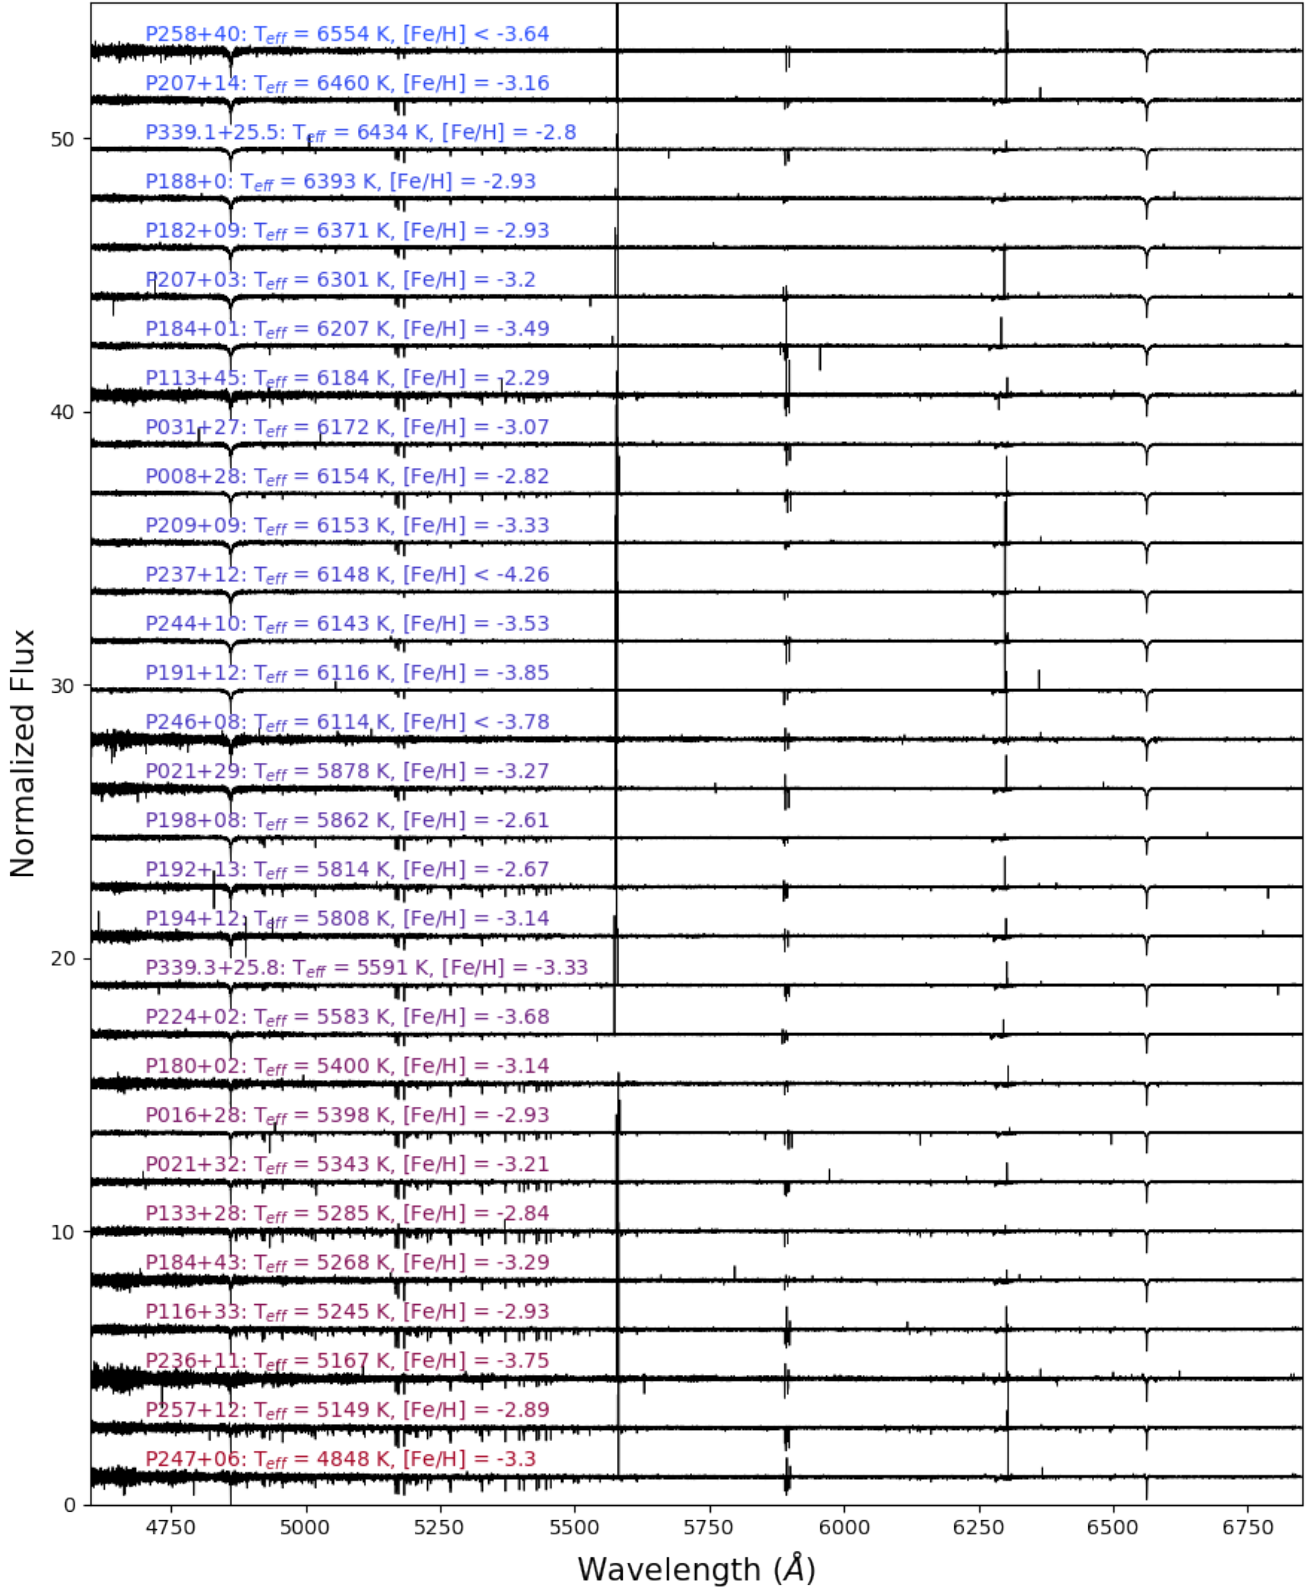 P258+40: Teff = 6554 K, [Fe/H] < -3.64
P207+14: Teff = 6460 K, [Fe/H] = -3.16
50
P339.1+25.5: Teff = 6434 K, [Fe/H] = -2.8
P188+0: Teff = 6393 K, [Fe/H] = -2.93
P182+09: Teff = 6371 K, [Fe/H] = -2.93
P207+03: Teff = 6301 K, [Fe/H] = -3.2
P184+01: Teff = 6207 K, [Fe/H] = -3.49
P113+45: Teff = 6184 K, [Fe/H] = -2.29
40
P031+27: Teff = 6172 K, [Fe/H] = -3.07
P008+28: Teff = 6154 K, [Fe/H] = -2.82
P209+09: Teff = 6153 K, [Fe/H] = -3.33
P237+12: Teff = 6148 K, [Fe/H] < -4.26
P244+10: Teff = 6143 K, [Fe/H] = -3.53
P191+12: Teff = 6116 K, [Fe/H] = -3.85
30
P246+08: Teff = 6114 K, [Fe/H] < -3.78
P021+29: Teff = 5878 K, [Fe/H] = -3.27
P198+08: Teff = 5862 K, [Fe/H] = -2.61
P192+13: Teff = 5814 K, [Fe/H] = -2.67
P194+12: Teff = 5808 K, [Fe/H] = -3.14
20
P339.3+25.8: Teff = 5591 K, [Fe/H] = -3.33
P224+02: Teff = 5583 K, [Fe/H] = -3.68
P180+02: Teff = 5400 K, [Fe/H] = -3.14
P016+28: Teff = 5398 K, [Fe/H] = -2.93
P021+32: Teff = 5343 K, [Fe/H] = -3.21
P133+28: Teff = 5285 K, [Fe/H] = -2.84
10
P184+43: Teff = 5268 K, [Fe/H] = -3.29
P116+33: Teff = 5245 K, [Fe/H] = -2.93
P236+11: Teff = 5167 K, [Fe/H] = -3.75
P257+12: Teff = 5149 K, [Fe/H] = -2.89
P247+06: Teff = 4848 K, [Fe/H] = -3.3
0
Normalized Flux
4750 5000 5250 5500 5750 6000 6250 6500 6750
Wavelength (Å)